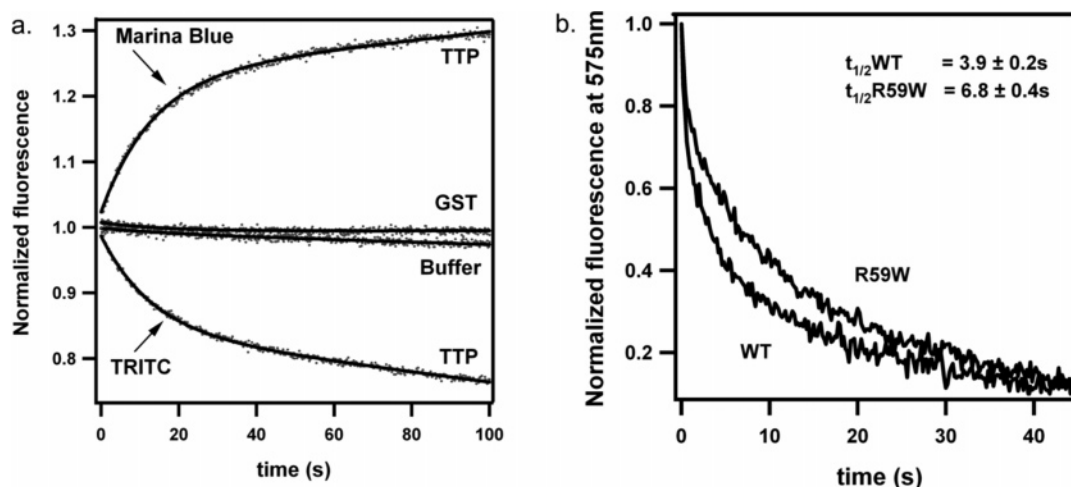 a.
Normalized fluorescence
1.3
1.2
1.1
1.0
0.9
0.8
Marina Blue
TTP
GST
Buffer
TRITC
TTP
0
20
40
60
80
100
time (s)
b.
Normalized fluorescence at 575nm
1.0
0.8
0.6
0.4
0.2
t1/2WT = 3.9 ± 0.2s
t1/2R59W = 6.8 ± 0.4s
R59W
WT
0
10
20
30
40
time (s)